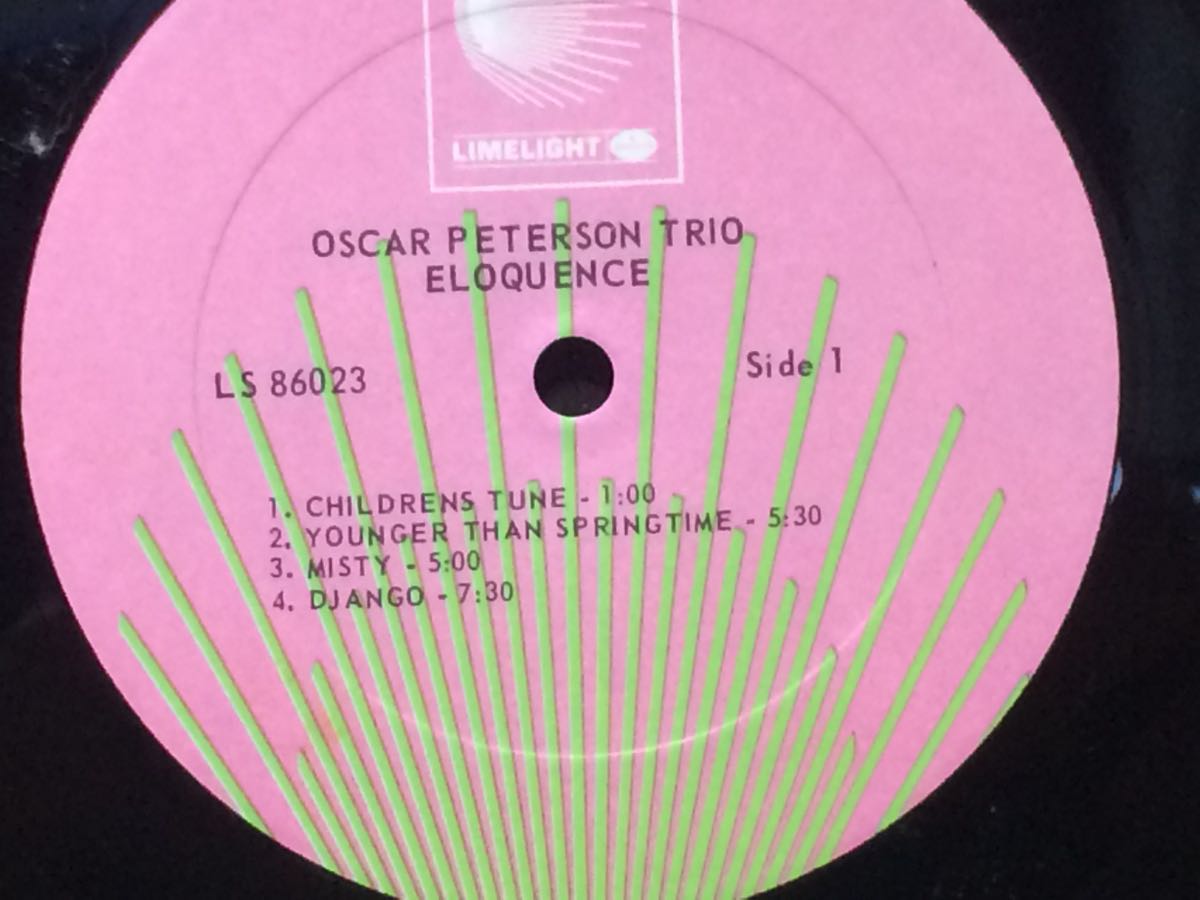 LIMELIGHT
OSCAR PETERSON TRIO
ELOQUENCE
LS 86023
Side 1
1. CHILDRENS TUNE - 1:00
2. YOUNGER THAN SPRINGTIME - 5:30
3. MISTY - 5:00
4. DJANGO - 7:30